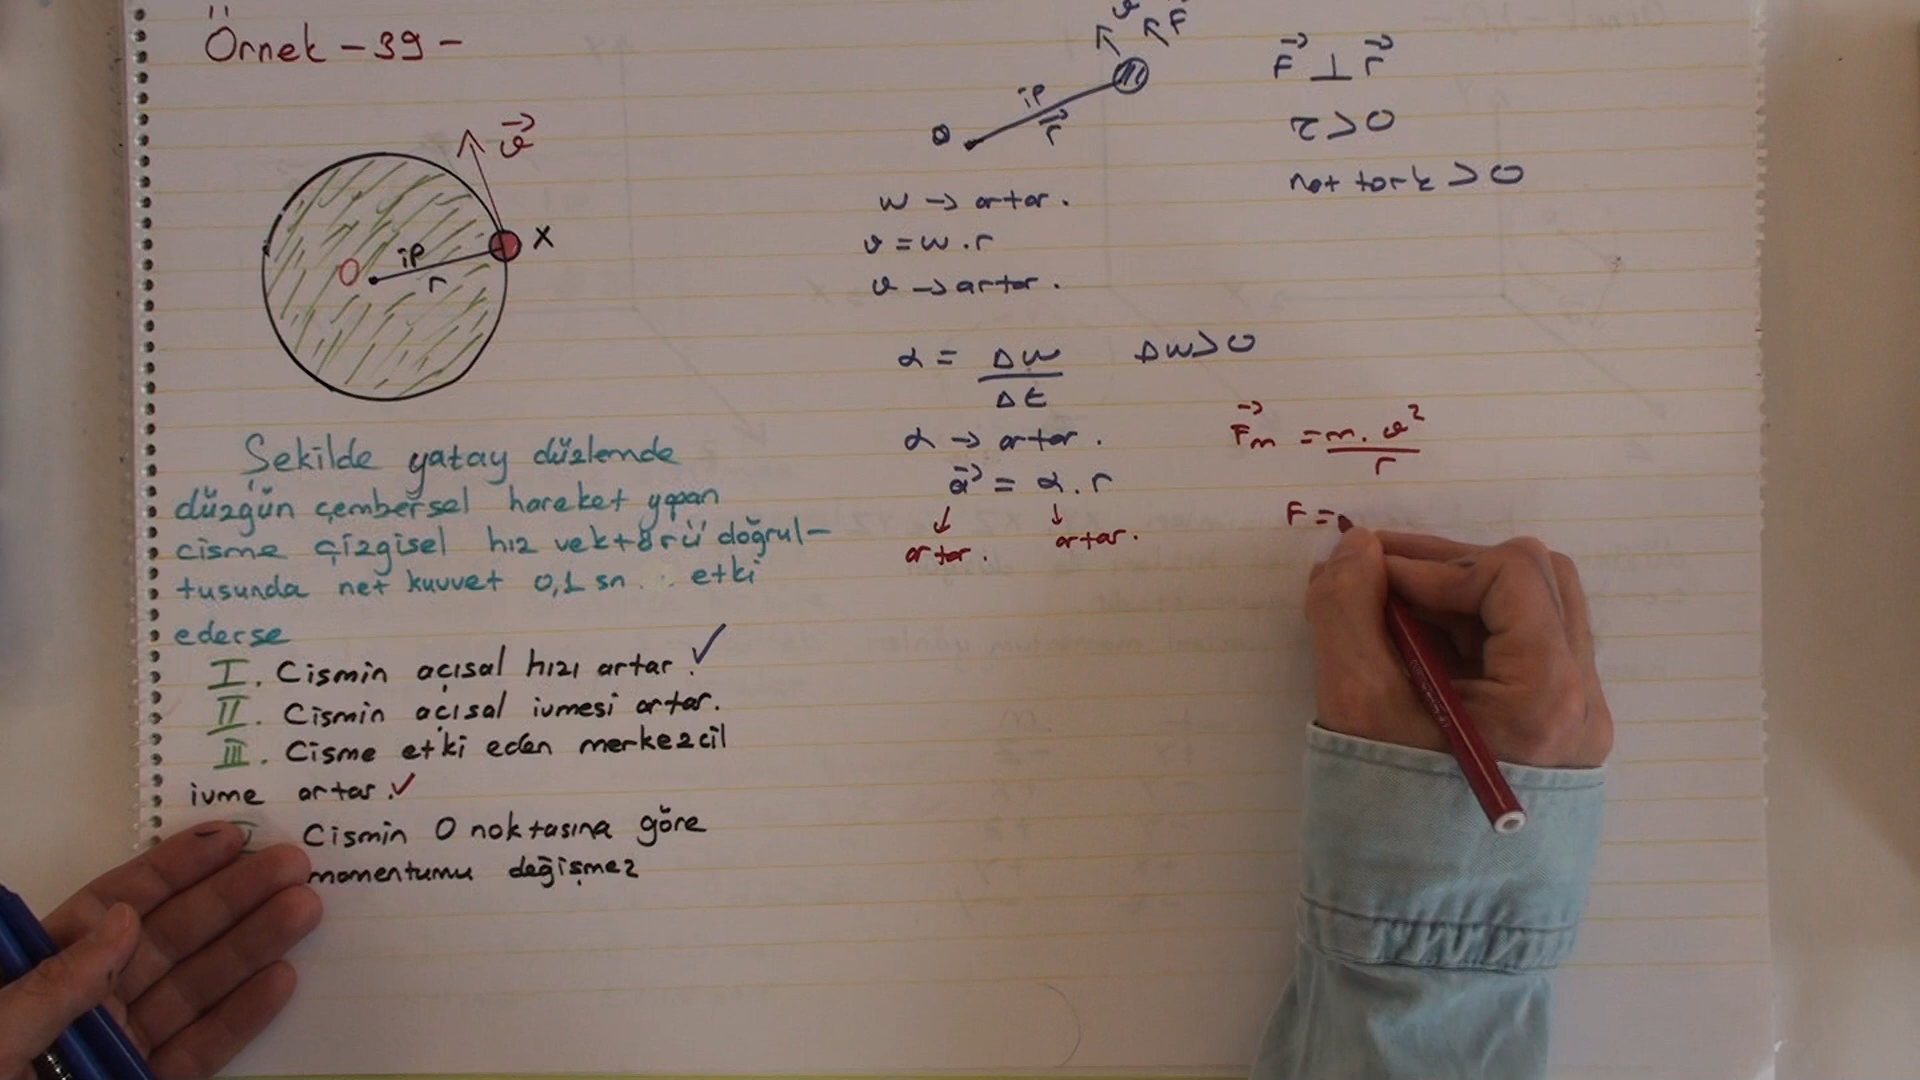 Örnek - 39 -
v
ip
O
r
X
Şekilde yatay düzlemde
düzgün çembersel hareket yapan
cisme çizgisel hız vektörü doğrul-
tusunda net kuvvet 0,1 sn. etki
ederse
I. Cismin açısal hızı artar. ✓
II. Cismin açısal ivmesi artar.
III. Cisme etki eden merkezcil
ivme artar. ✓
Cismin O noktasına göre
momentumu değişmez
v F
m
ip
r
O
w → artar.
v = w.r
v → artar.
α = Δw / Δt Δw > 0
α → artar.
a = α.r
↓ ↓
artar. artar.
F ⊥ r
τ > 0
net tork > 0
Fm = m.v² / r
F =